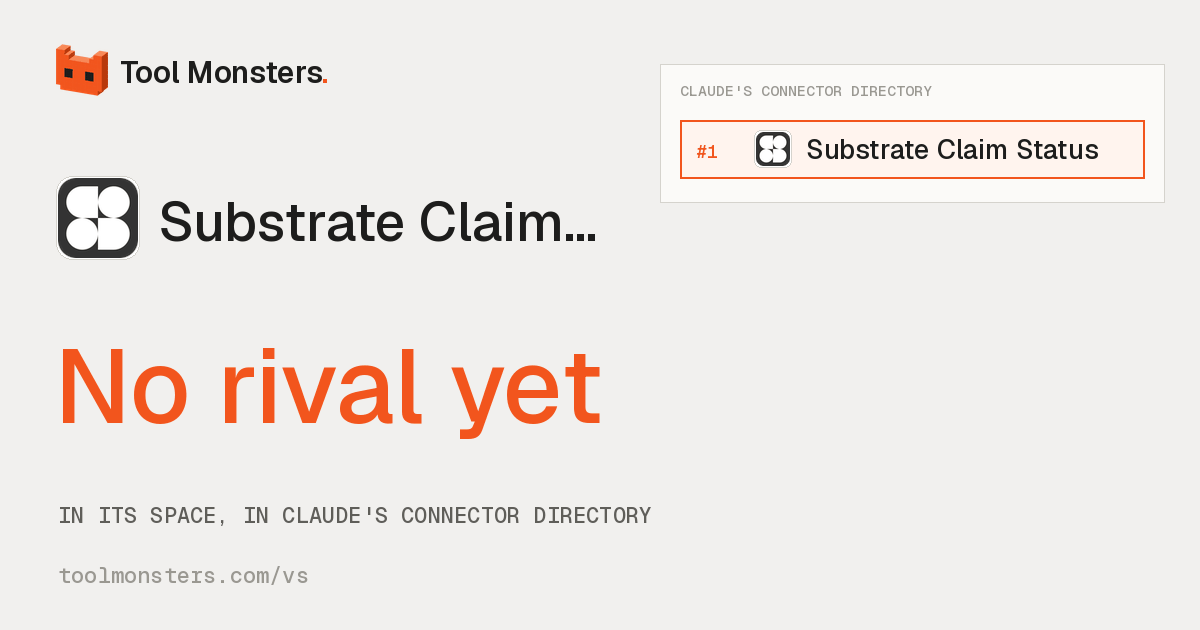 Tool Monsters.
CLAUDE'S CONNECTOR DIRECTORY
#1 Substrate Claim Status
Substrate Claim...
No rival yet
IN ITS SPACE, IN CLAUDE'S CONNECTOR DIRECTORY
toolmonsters.com/vs